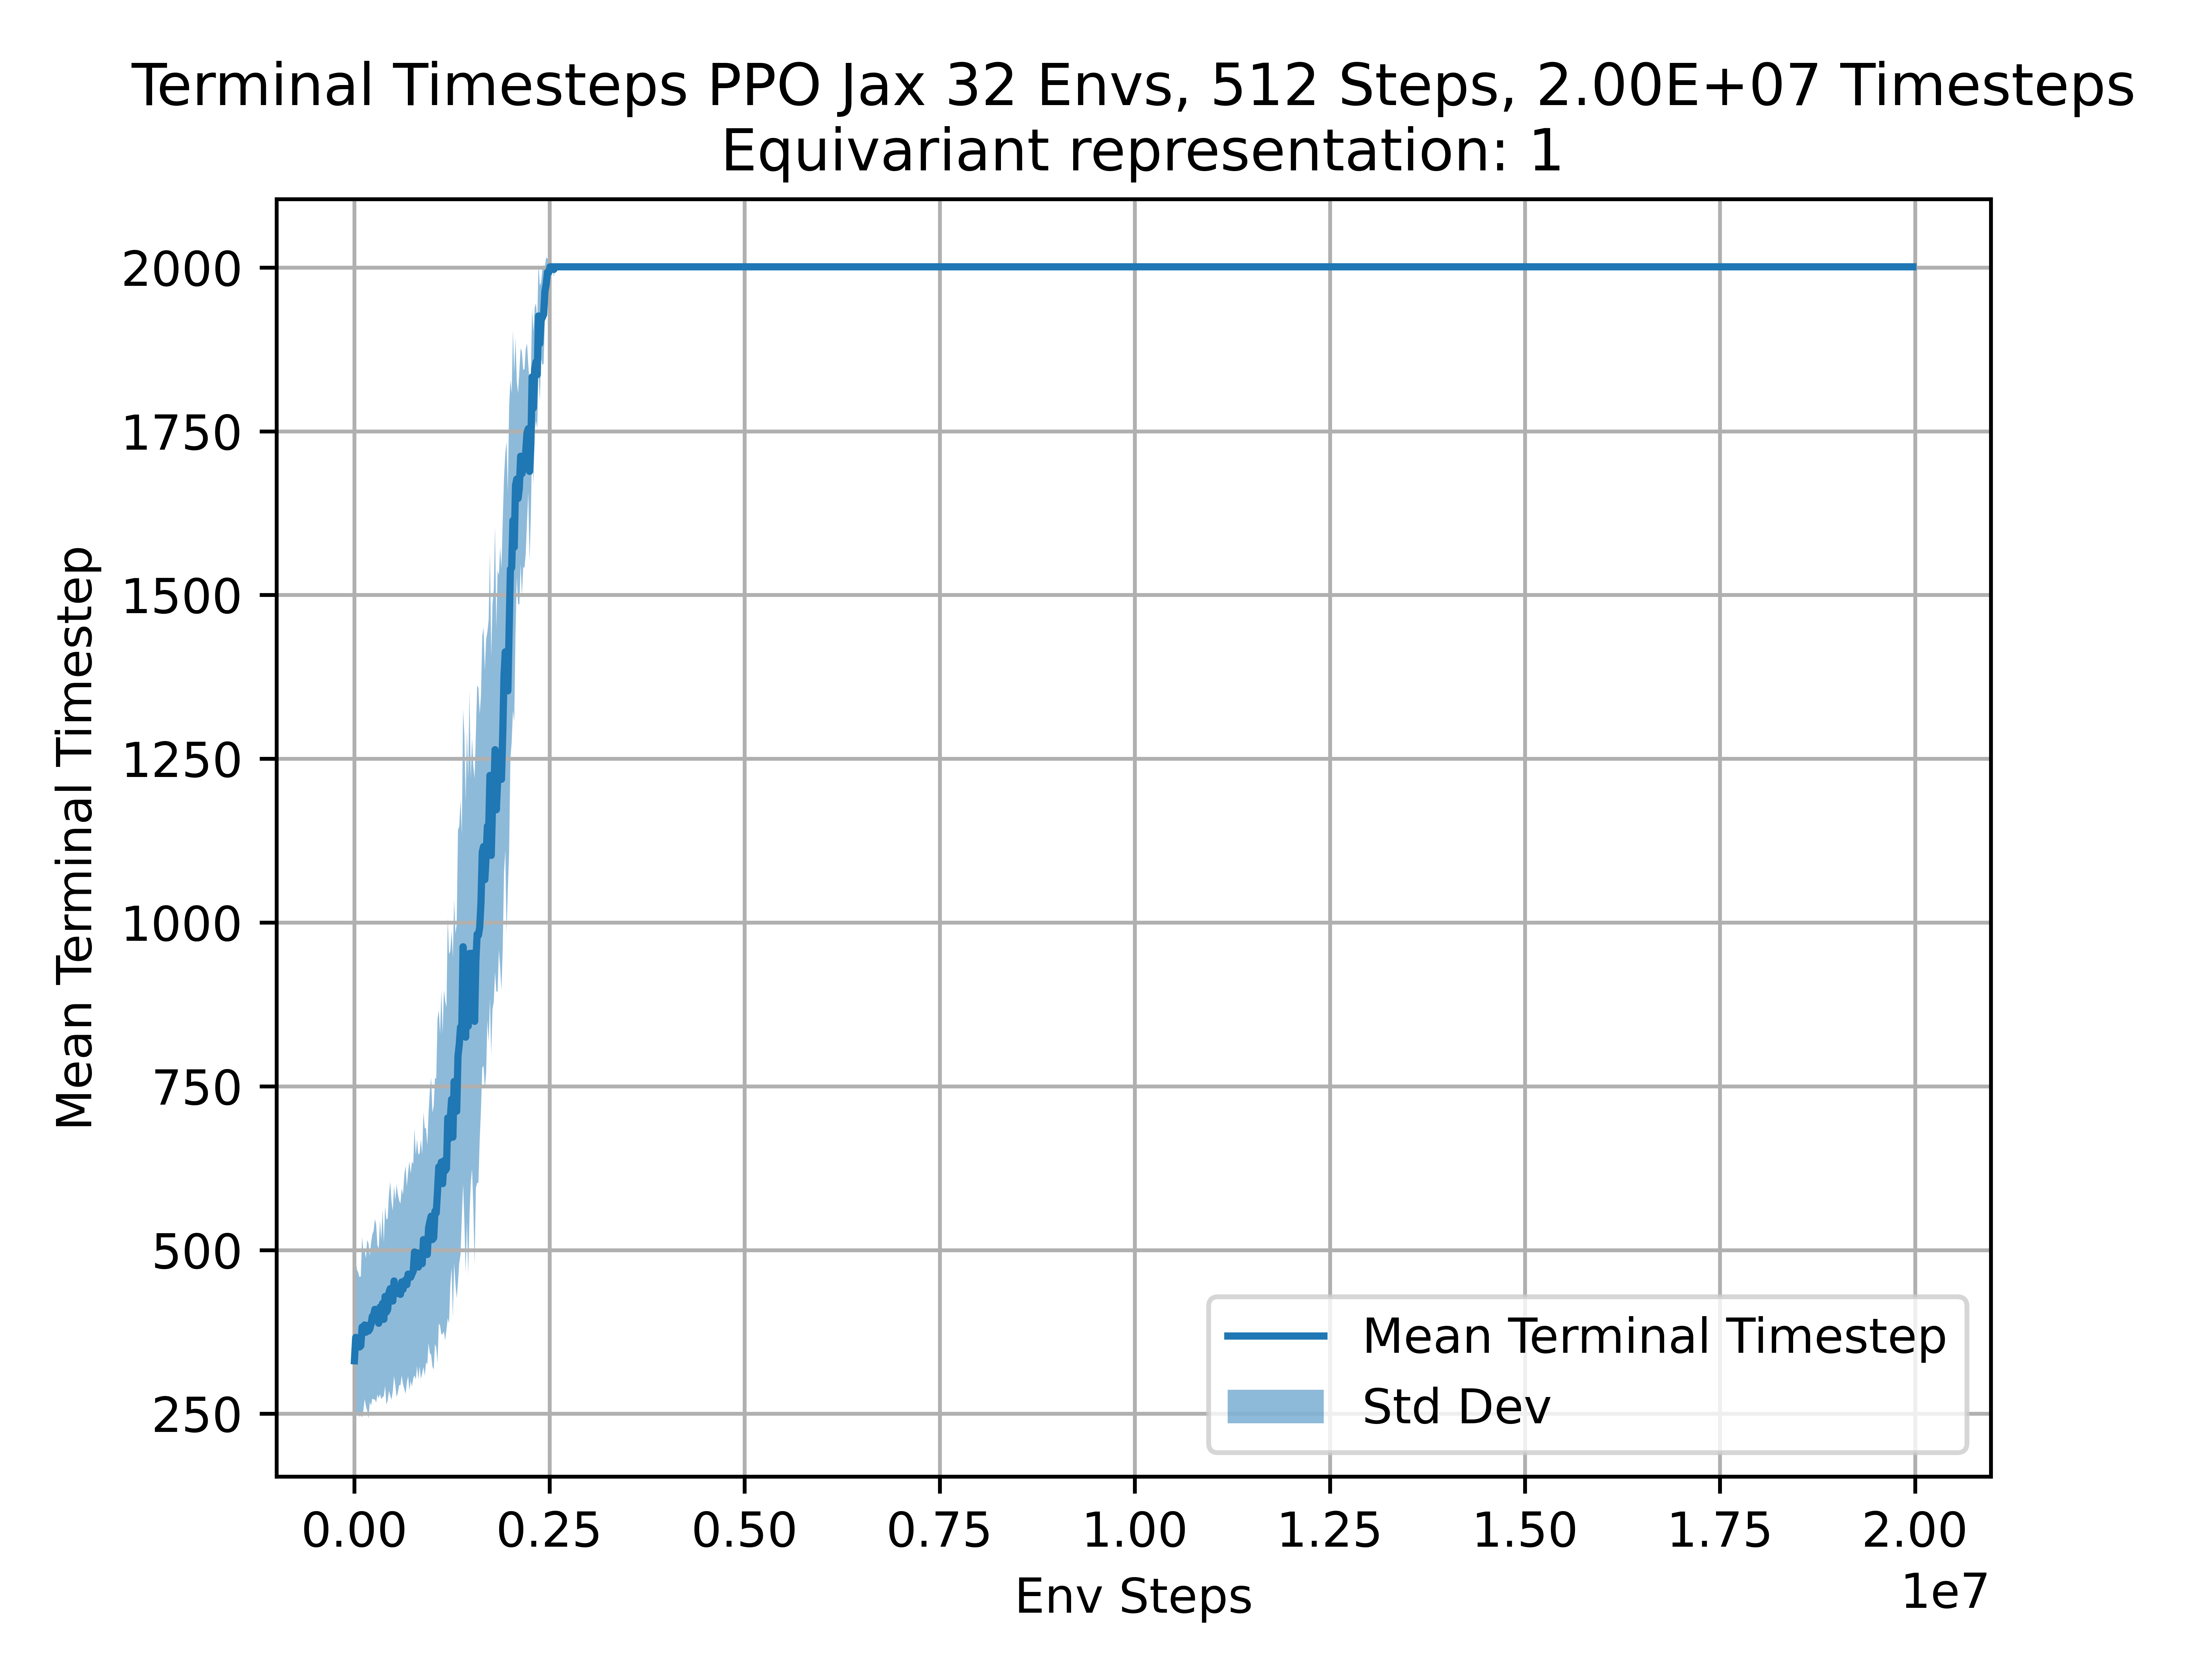 Terminal Timesteps PPO Jax 32 Envs, 512 Steps, 2.00E+07 Timesteps
Equivariant representation: 1
Mean Terminal Timestep
2000
1750
1500
1250
1000
750
500
250
Mean Terminal Timestep
Std Dev
0.00 0.25 0.50 0.75 1.00 1.25 1.50 1.75 2.00
1e7
Env Steps